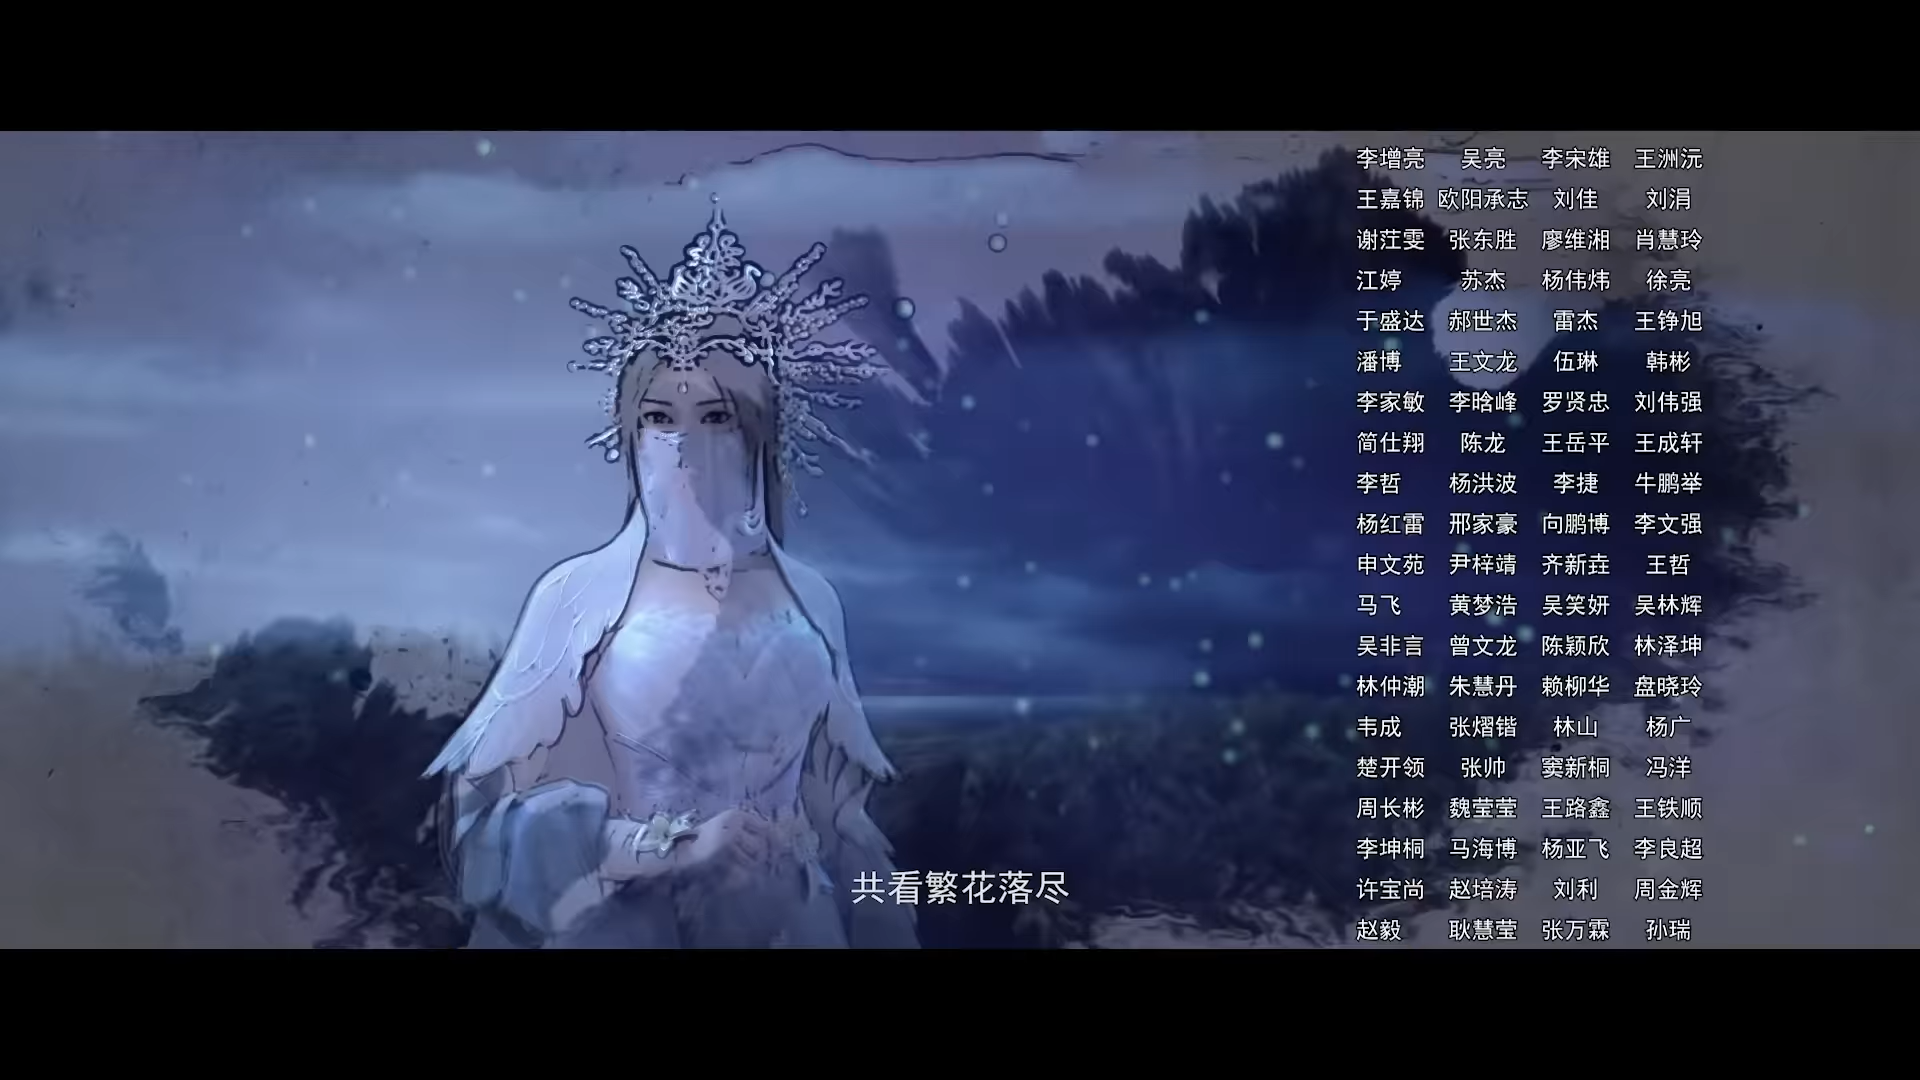 李增亮 吴亮 李宋雄 王洲沅
王嘉锦 欧阳承志 刘佳 刘涓
谢茳雯 张东胜 廖维湘 肖慧玲
江婷 苏杰 杨伟炜 徐亮
于盛达 郝世杰 雷杰 王铮旭
潘博 王文龙 伍琳 韩彬
李家敏 李晗峰 罗贤忠 刘伟强
简仕翔 陈龙 王岳平 王成轩
李哲 杨洪波 李捷 牛鹏举
杨红雷 邢家豪 向鹏博 李文强
申文苑 尹梓靖 齐新垚 王哲
马飞 黄梦浩 吴笑妍 吴林辉
吴非言 曾文龙 陈颖欣 林泽坤
林仲潮 朱慧丹 赖柳华 盘晓玲
韦成 张熠锴 林山 杨广
楚开领 张帅 窦新桐 冯洋
周长彬 魏莹莹 王路鑫 王铁顺
李坤桐 马海博 杨亚飞 李良超
许宝尚 赵培涛 刘利 周金辉
赵毅 耿慧莹 张万霖 孙瑞
共看繁花落尽